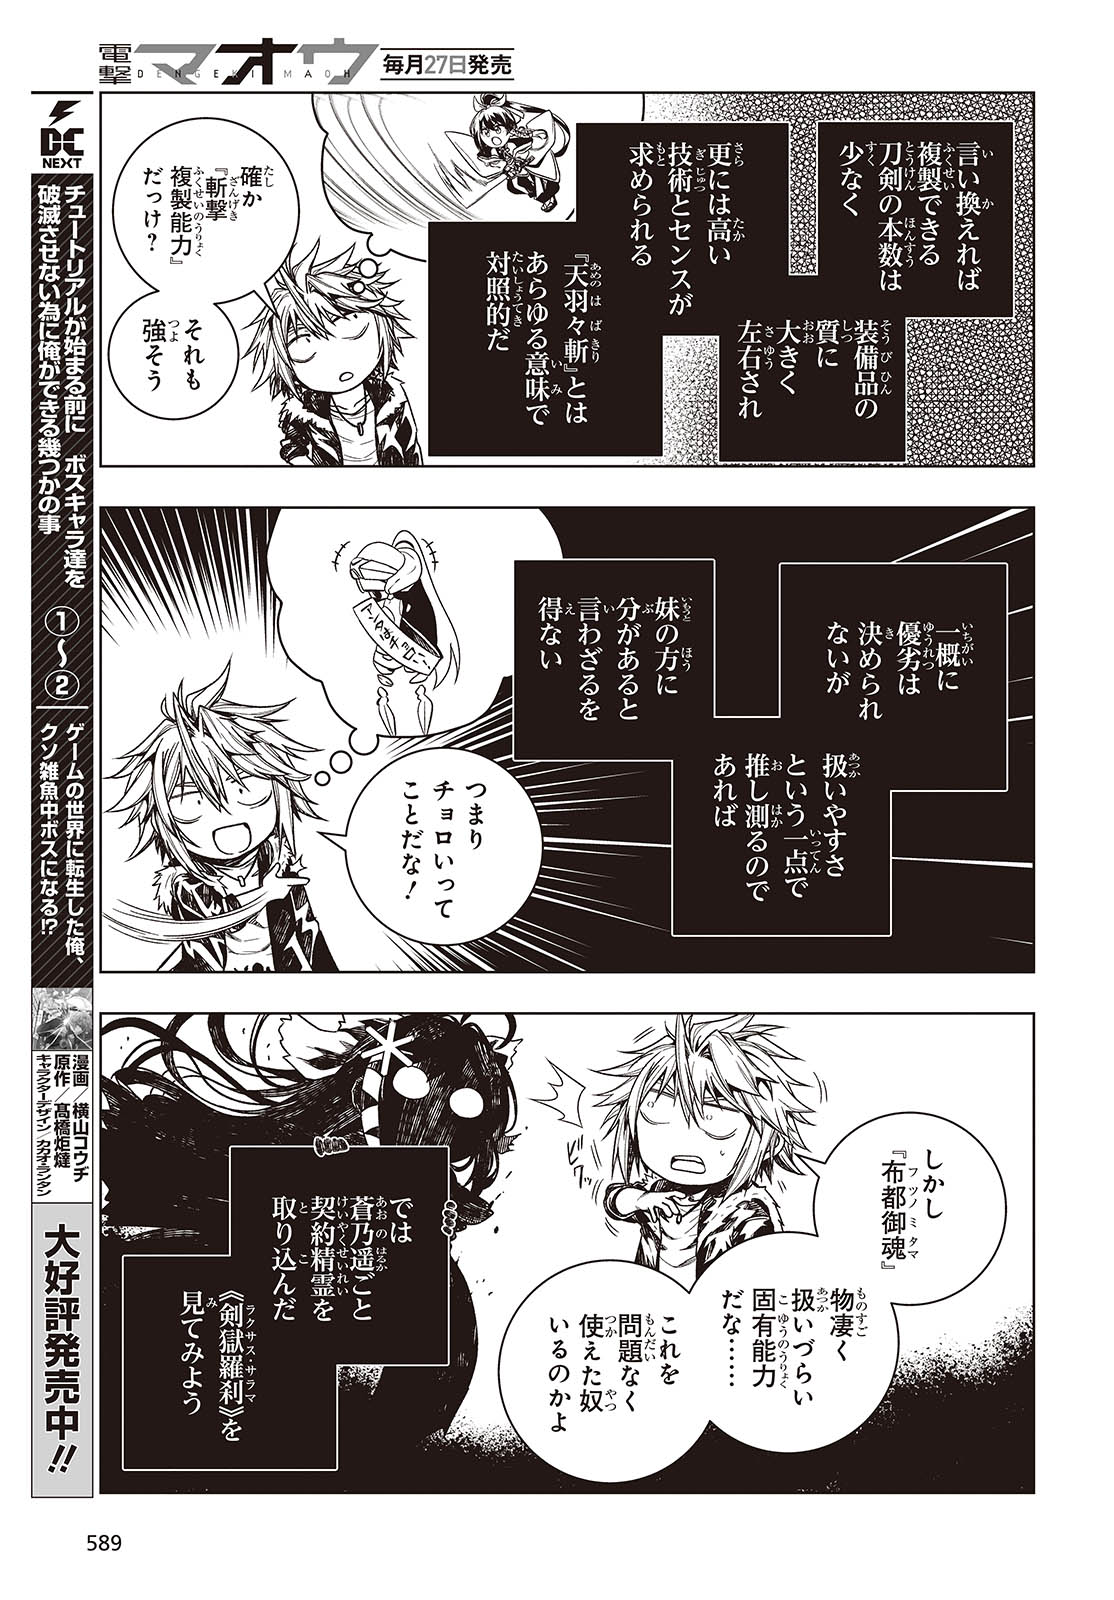 電撃
マオウ
DENGEKI MAOH
毎月27日発売
言い換えれば
複製できる
刀剣の本数は
少なく
装備品の
質に
大きく
左右され
更には高い
技術とセンスが
求められる
『天羽々斬』とは
あらゆる意味で
対照的だ
確か
『斬撃
複製能力』
だっけ?
それも
強そう
一概に
優劣は
決められ
ないが
扱いやすさ
という一点で
推し測るので
あれば
妹の方に
分があると
言わざるを
得ない
つまり
チョロいって
ことだな!
しかし
『布都御魂』
物凄く
扱いづらい
固有能力
だな……
これを
問題なく
使えた奴
いるのかよ
では
蒼乃遥ごと
契約精霊を
取り込んだ
《剣獄羅刹》を
見てみよう
DC
NEXT
チュートリアルが始まる前に ボスキャラ達を
破滅させない為に俺ができる幾つかの事
①〜②
ゲームの世界に転生した俺、
クソ雑魚中ボスになる!?
漫画/横山コウヂ
原作/髙橋炬燵
キャラクターデザイン/カカオ・ランタン
大好評発売中!!
589